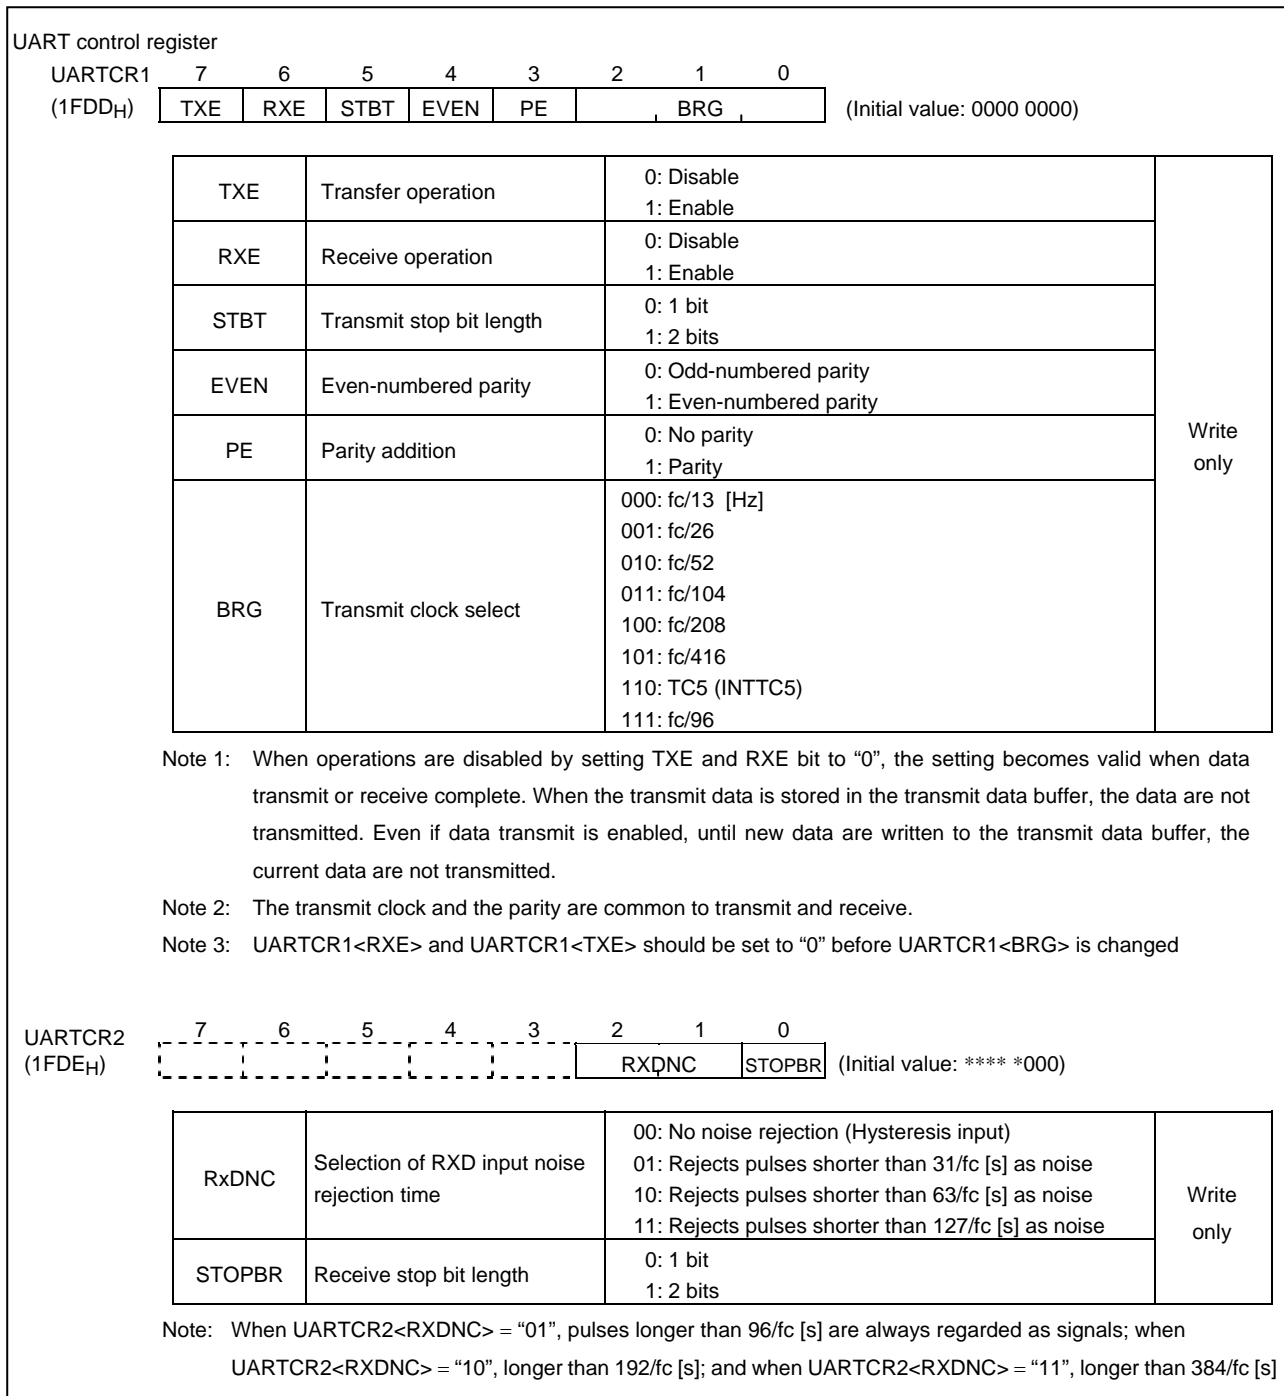 UART control register
UARTCR1 7 6 5 4 3 2 1 0
(1FDDH) TXE RXE STBT EVEN PE BRG (Initial value: 0000 0000)
TXE Transfer operation 0: Disable
1: Enable
RXE Receive operation 0: Disable
1: Enable
STBT Transmit stop bit length 0: 1 bit
1: 2 bits
EVEN Even-numbered parity 0: Odd-numbered parity
1: Even-numbered parity
PE Parity addition 0: No parity
1: Parity
Write
only
BRG Transmit clock select 000: fc/13 [Hz]
001: fc/26
010: fc/52
011: fc/104
100: fc/208
101: fc/416
110: TC5 (INTTC5)
111: fc/96
Note 1: When operations are disabled by setting TXE and RXE bit to “0”, the setting becomes valid when data
transmit or receive complete. When the transmit data is stored in the transmit data buffer, the data are not
transmitted. Even if data transmit is enabled, until new data are written to the transmit data buffer, the
current data are not transmitted.
Note 2: The transmit clock and the parity are common to transmit and receive.
Note 3: UARTCR1<RXE> and UARTCR1<TXE> should be set to “0” before UARTCR1<BRG> is changed
UARTCR2 7 6 5 4 3 2 1 0
(1FDEH) RXDNC STOPBR (Initial value: **** *000)
RxDNC Selection of RXD input noise rejection time 00: No noise rejection (Hysteresis input)
01: Rejects pulses shorter than 31/fc [s] as noise
10: Rejects pulses shorter than 63/fc [s] as noise
11: Rejects pulses shorter than 127/fc [s] as noise
Write
only
STOPBR Receive stop bit length 0: 1 bit
1: 2 bits
Note: When UARTCR2<RXDNC> = “01”, pulses longer than 96/fc [s] are always regarded as signals; when
UARTCR2<RXDNC> = “10”, longer than 192/fc [s]; and when UARTCR2<RXDNC> = “11”, longer than 384/fc [s]